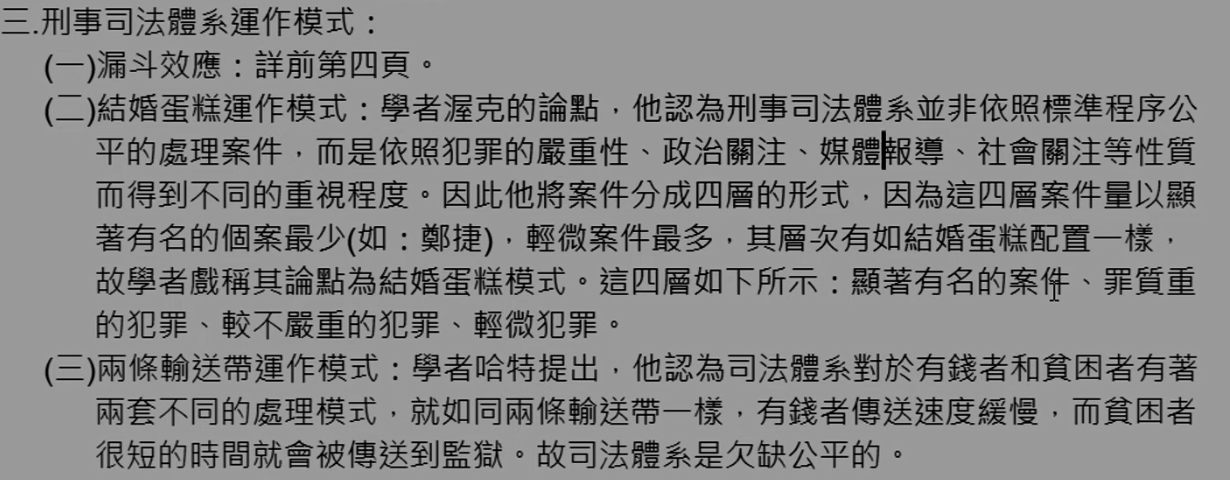 三.刑事司法體系運作模式：
(一)漏斗效應：詳前第四頁。
(二)結婚蛋糕運作模式：學者渥克的論點，他認為刑事司法體系並非依照標準程序公
平的處理案件，而是依照犯罪的嚴重性、政治關注、媒體報導、社會關注等性質
而得到不同的重視程度。因此他將案件分成四層的形式，因為這四層案件量以顯
著有名的個案最少(如：鄭捷)，輕微案件最多，其層次有如結婚蛋糕配置一樣，
故學者戲稱其論點為結婚蛋糕模式。這四層如下所示：顯著有名的案件、罪質重
的犯罪、較不嚴重的犯罪、輕微犯罪。
(三)兩條輸送帶運作模式：學者哈特提出，他認為司法體系對於有錢者和貧困者有著
兩套不同的處理模式，就如同兩條輸送帶一樣，有錢者傳送速度緩慢，而貧困者
很短的時間就會被傳送到監獄。故司法體系是欠缺公平的。